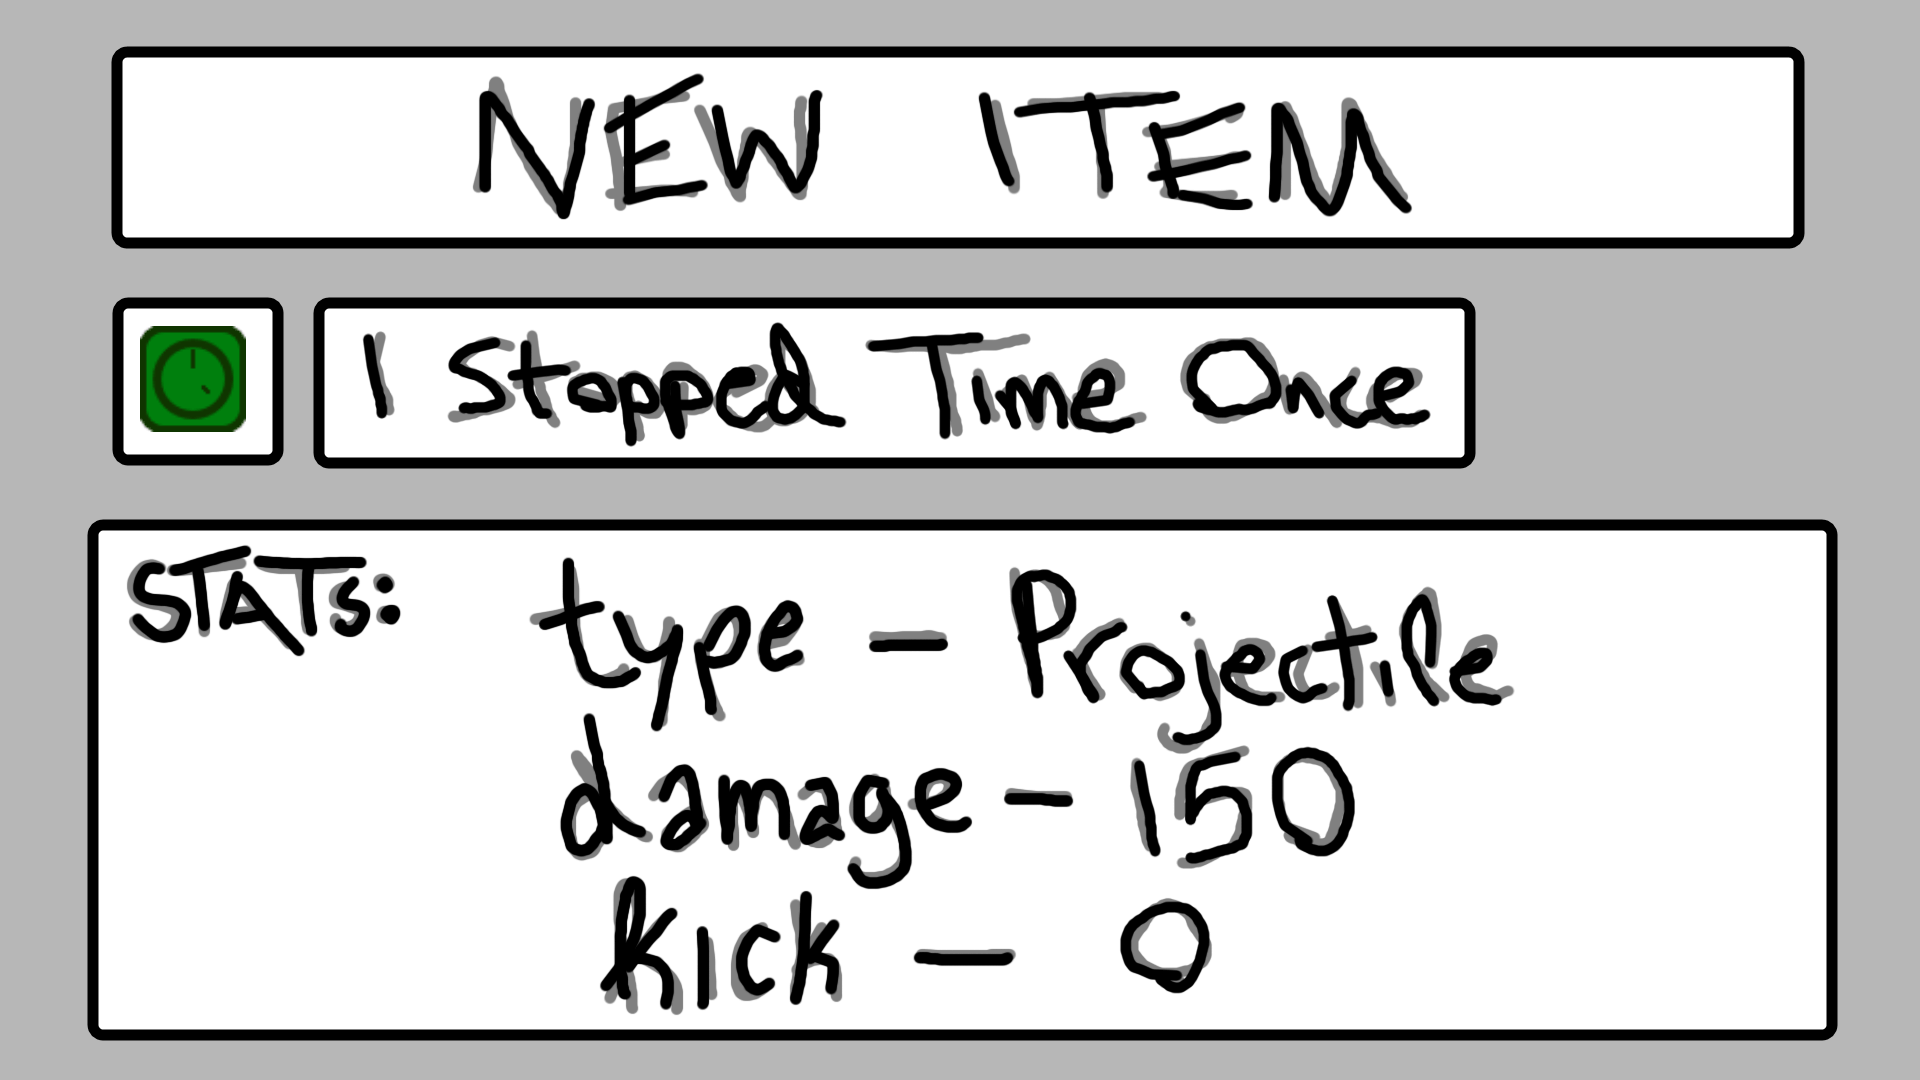 NEW ITEM
I Stopped Time Once
STATS:
type - Projectile
damage - 150
kick - 0